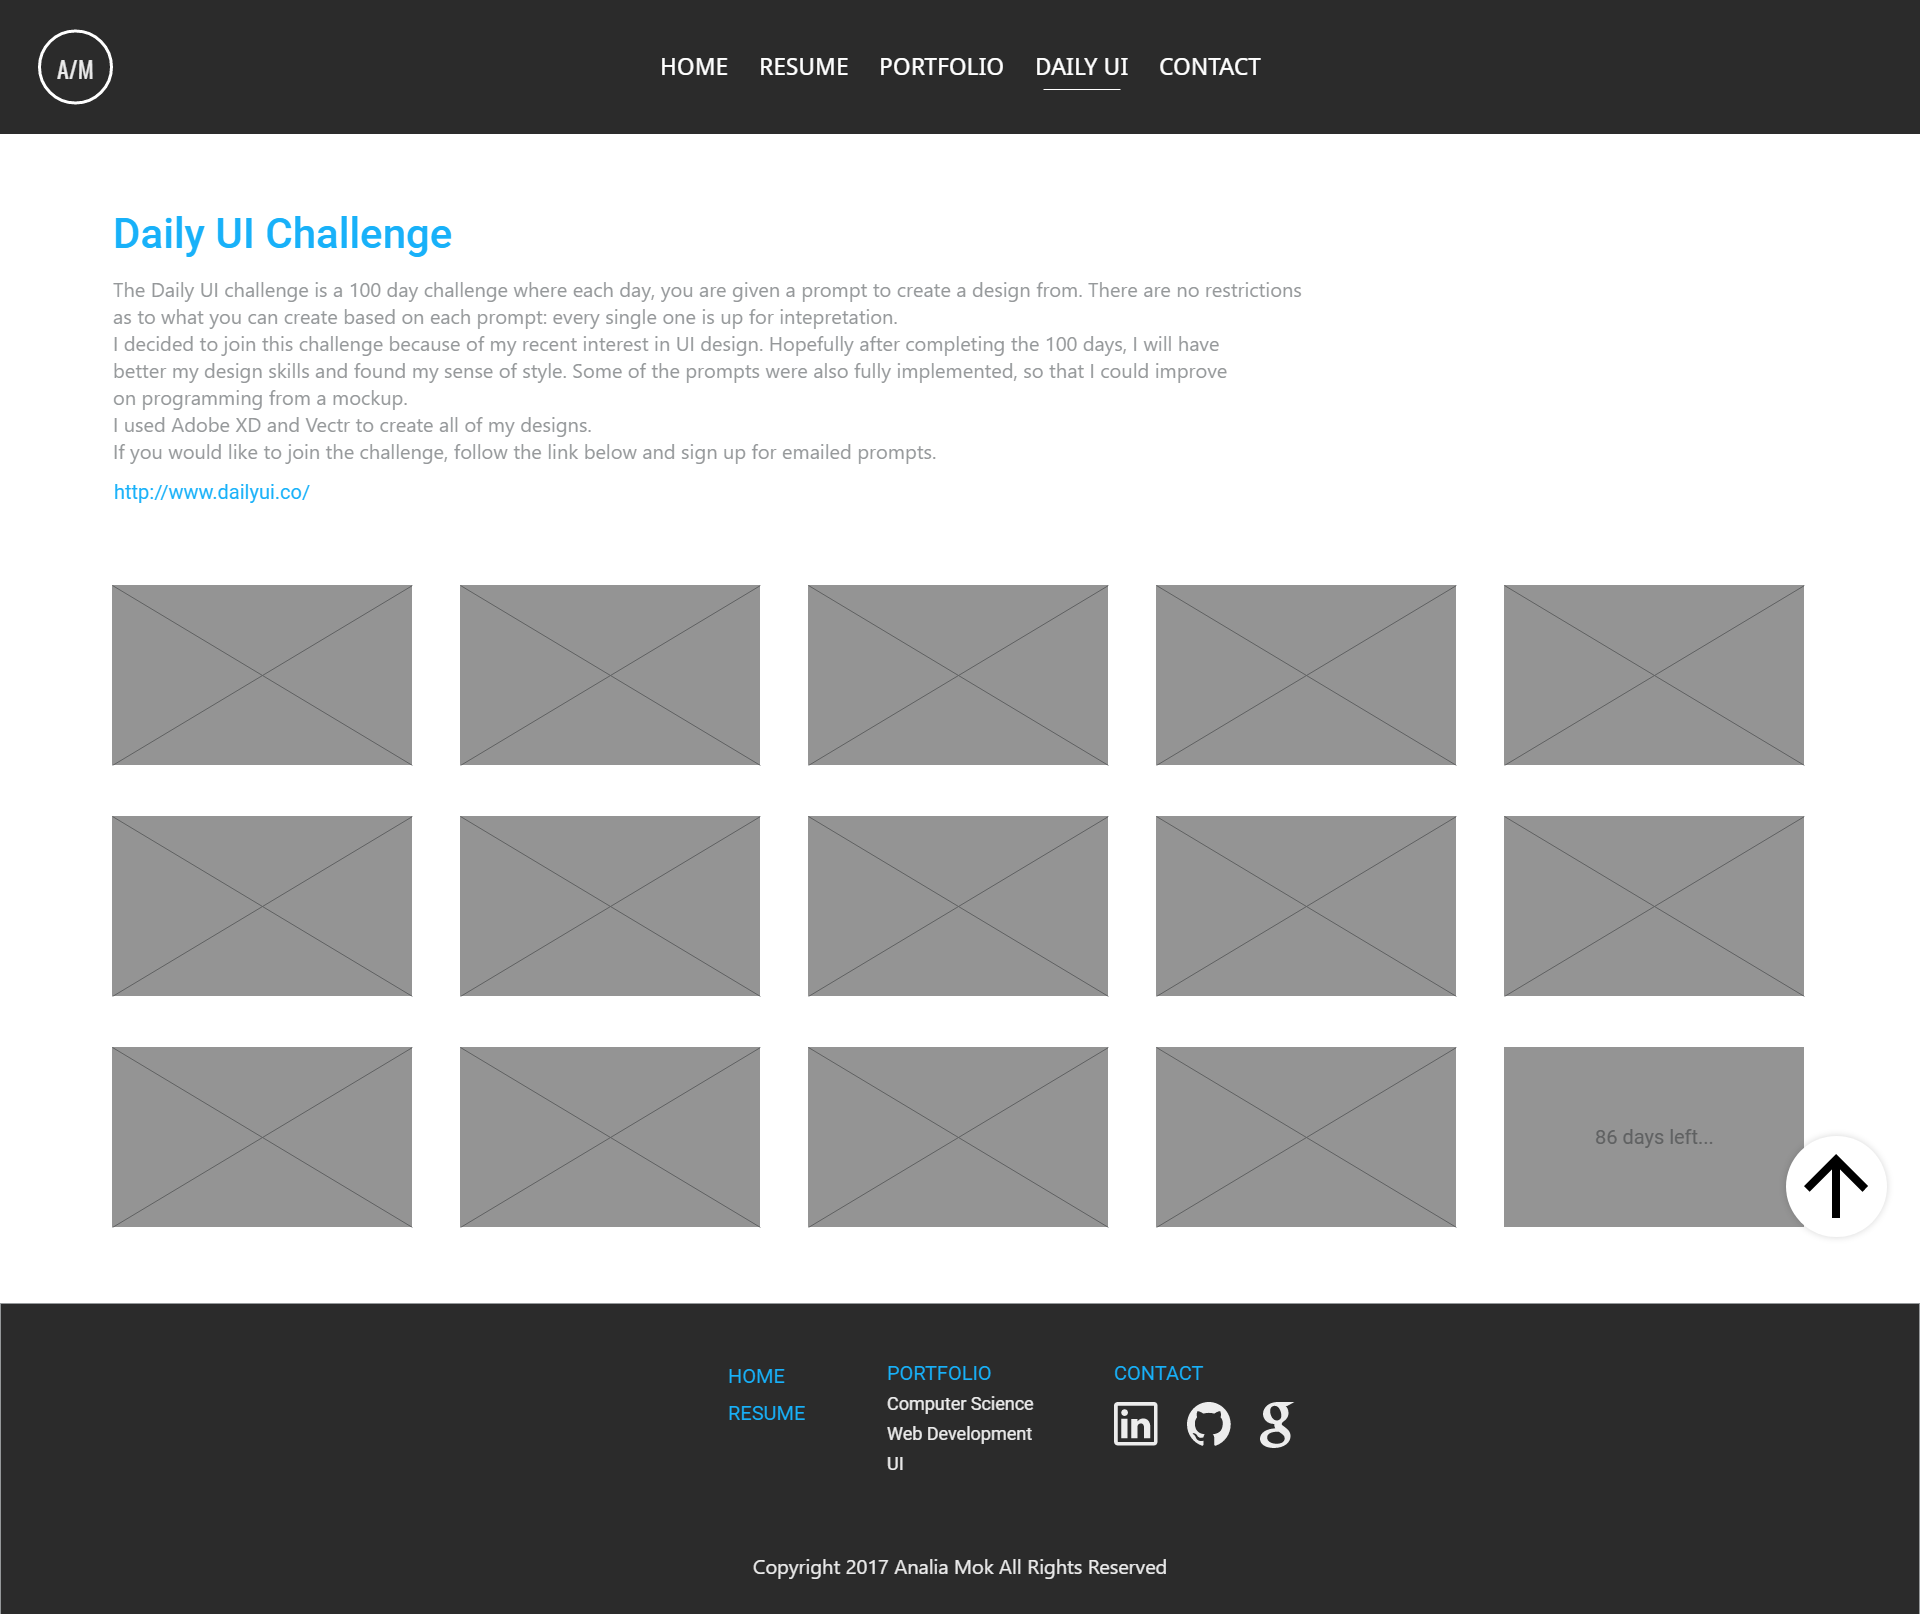 A/M
HOME RESUME PORTFOLIO DAILY UI CONTACT
Daily UI Challenge
The Daily UI challenge is a 100 day challenge where each day, you are given a prompt to create a design from. There are no restrictions
as to what you can create based on each prompt: every single one is up for intepretation.
I decided to join this challenge because of my recent interest in UI design. Hopefully after completing the 100 days, I will have
better my design skills and found my sense of style. Some of the prompts were also fully implemented, so that I could improve
on programming from a mockup.
I used Adobe XD and Vectr to create all of my designs.
If you would like to join the challenge, follow the link below and sign up for emailed prompts.
http://www.dailyui.co/
86 days left...
HOME
RESUME
PORTFOLIO
Computer Science
Web Development
UI
CONTACT
in
g
Copyright 2017 Analia Mok All Rights Reserved